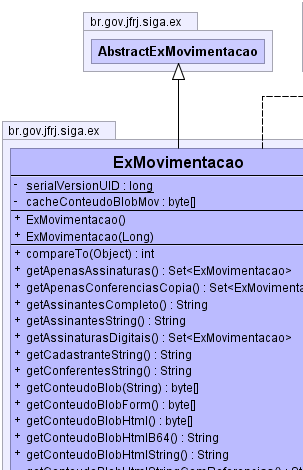 br.gov.jfrj.siga.ex
AbstractExMovimentacao
br.gov.jfrj.siga.ex
ExMovimentacao
- serialVersionUID : long
- cacheConteudoBlobMov : byte[]
+ ExMovimentacao()
+ ExMovimentacao(Long)
+ compareTo(Object) : int
+ getApenasAssinaturas() : Set<ExMovimentacao>
+ getApenasConferenciasCopia() : Set<ExMovimenta
+ getAssinantesCompleto() : String
+ getAssinantesString() : String
+ getAssinaturasDigitais() : Set<ExMovimentacao>
+ getCadastranteString() : String
+ getConferentesString() : String
+ getConteudoBlob(String) : byte[]
+ getConteudoBlobForm() : byte[]
+ getConteudoBlobHtml() : byte[]
+ getConteudoBlobHtmlB64() : String
+ getConteudoBlobHtmlString() : String